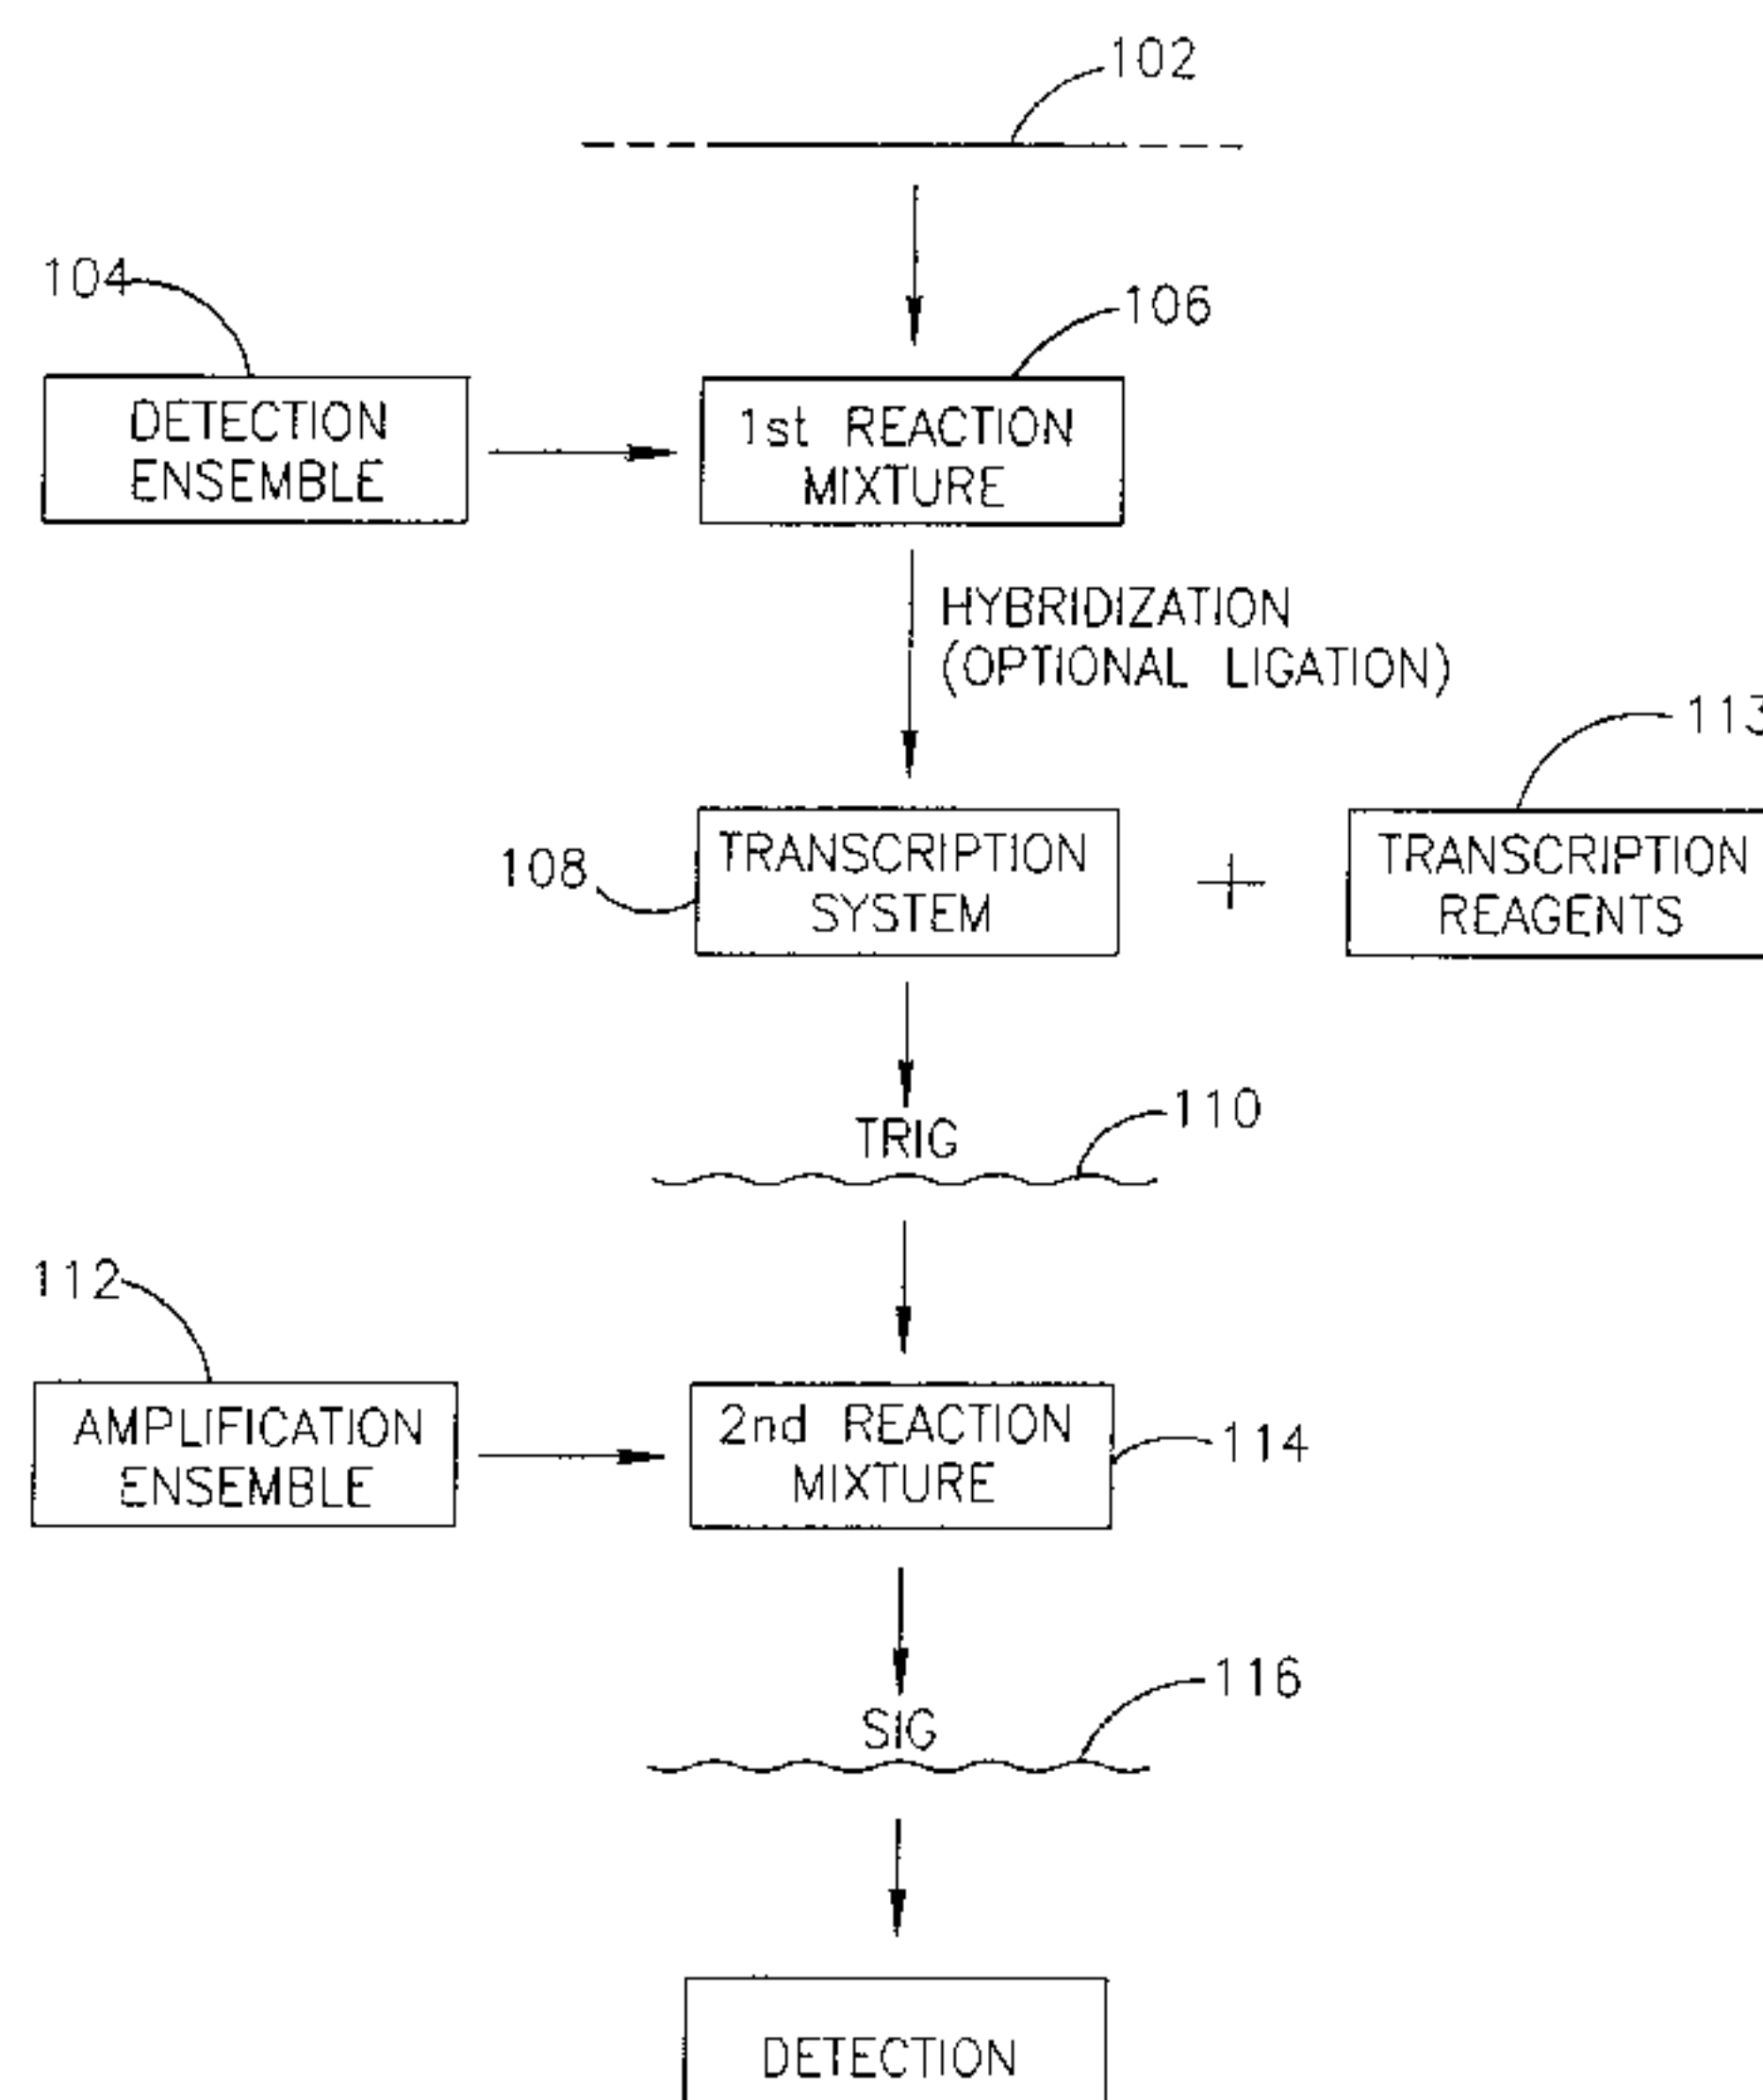 102
104
106
DETECTION
ENSEMBLE
1st REACTION
MIXTURE
HYBRIDIZATION
(OPTIONAL LIGATION)
113
108
TRANSCRIPTION
SYSTEM
+
TRANSCRIPTION
REAGENTS
TRIG
110
112
AMPLIFICATION
ENSEMBLE
2nd REACTION
MIXTURE
114
SIG
116
DETECTION